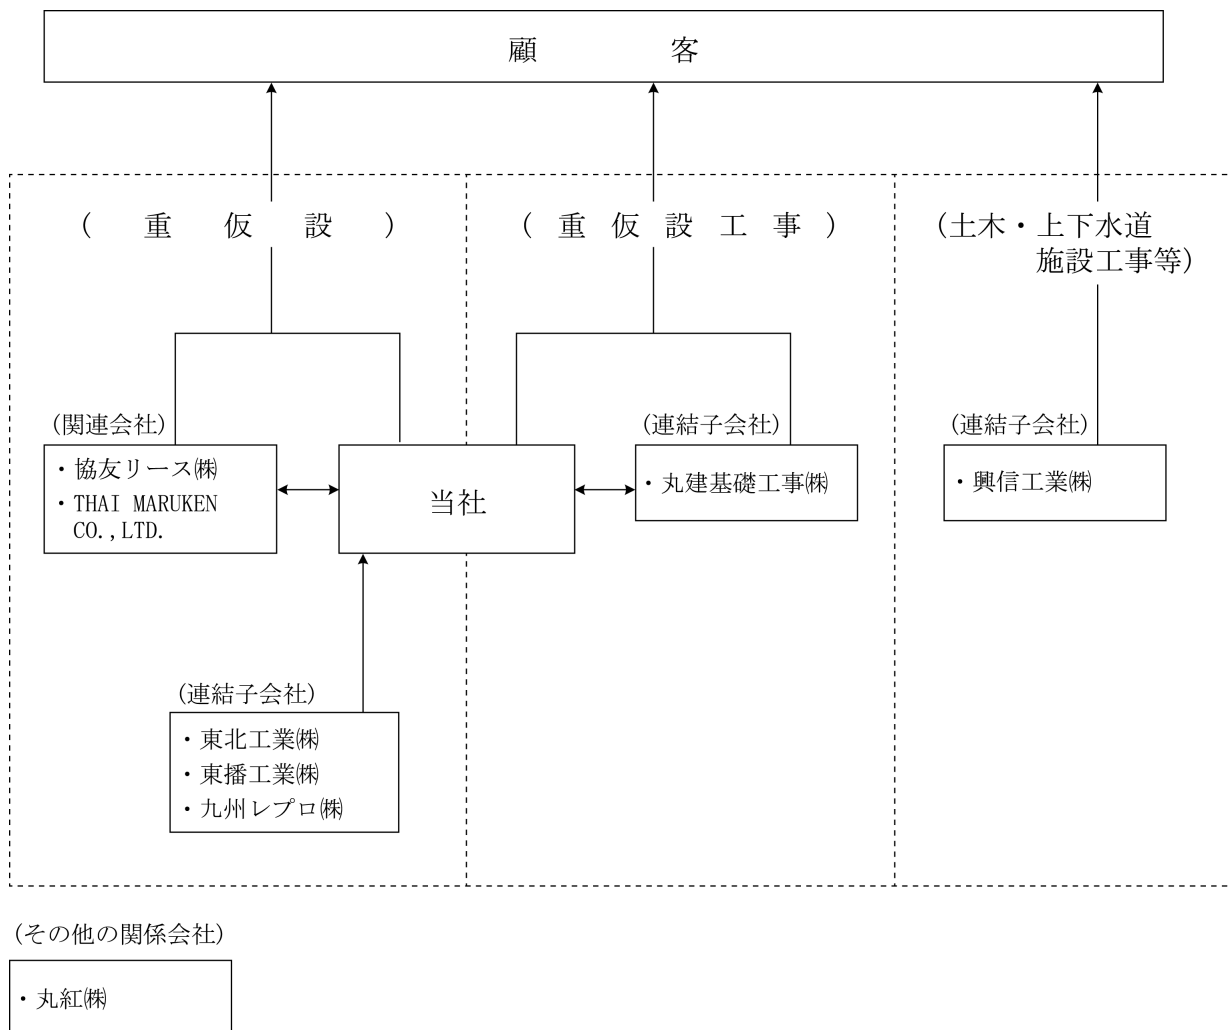 顧客
(重仮設)
(重仮設工事)
(土木・上下水道
施設工事等)
(関連会社)
・協友リース㈱
・THAI MARUKEN
CO.,LTD.
当社
(連結子会社)
・丸建基礎工事㈱
(連結子会社)
・興信工業㈱
(連結子会社)
・東北工業㈱
・東播工業㈱
・九州レプロ㈱
(その他の関係会社)
・丸紅㈱